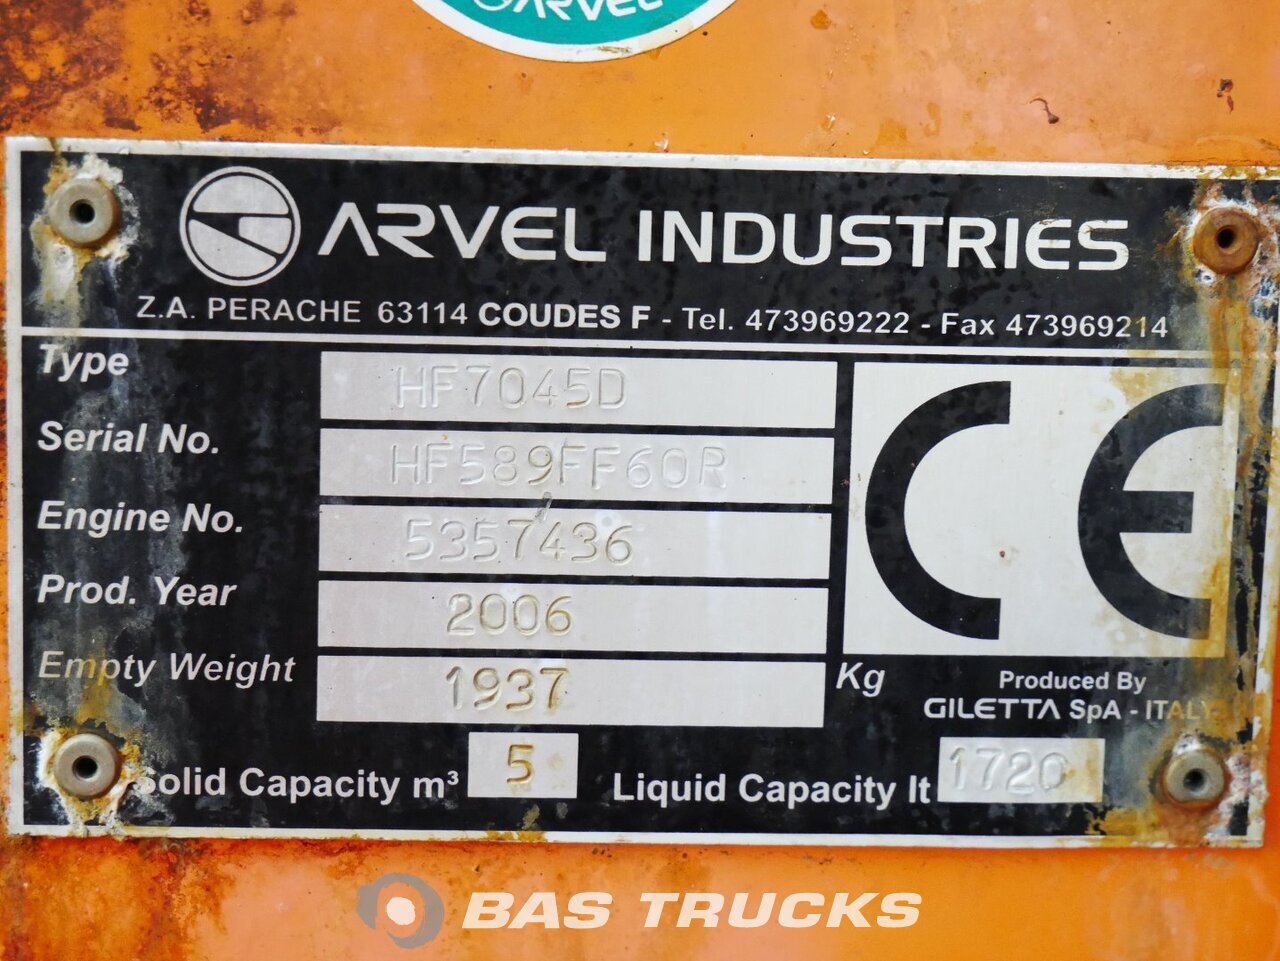 ARVEL
ARVEL INDUSTRIES
Z.A. PERACHE 63114 COUDES F - Tel. 473969222 - Fax 473969214
Type HF7045D
Serial No. HF589FF60R
Engine No. 5357436
Prod. Year 2006
Empty Weight 1937 Kg
CE
Produced By
GILETTA SpA - ITALY
Solid Capacity m³ 5 Liquid Capacity lt 1720
BAS TRUCKS